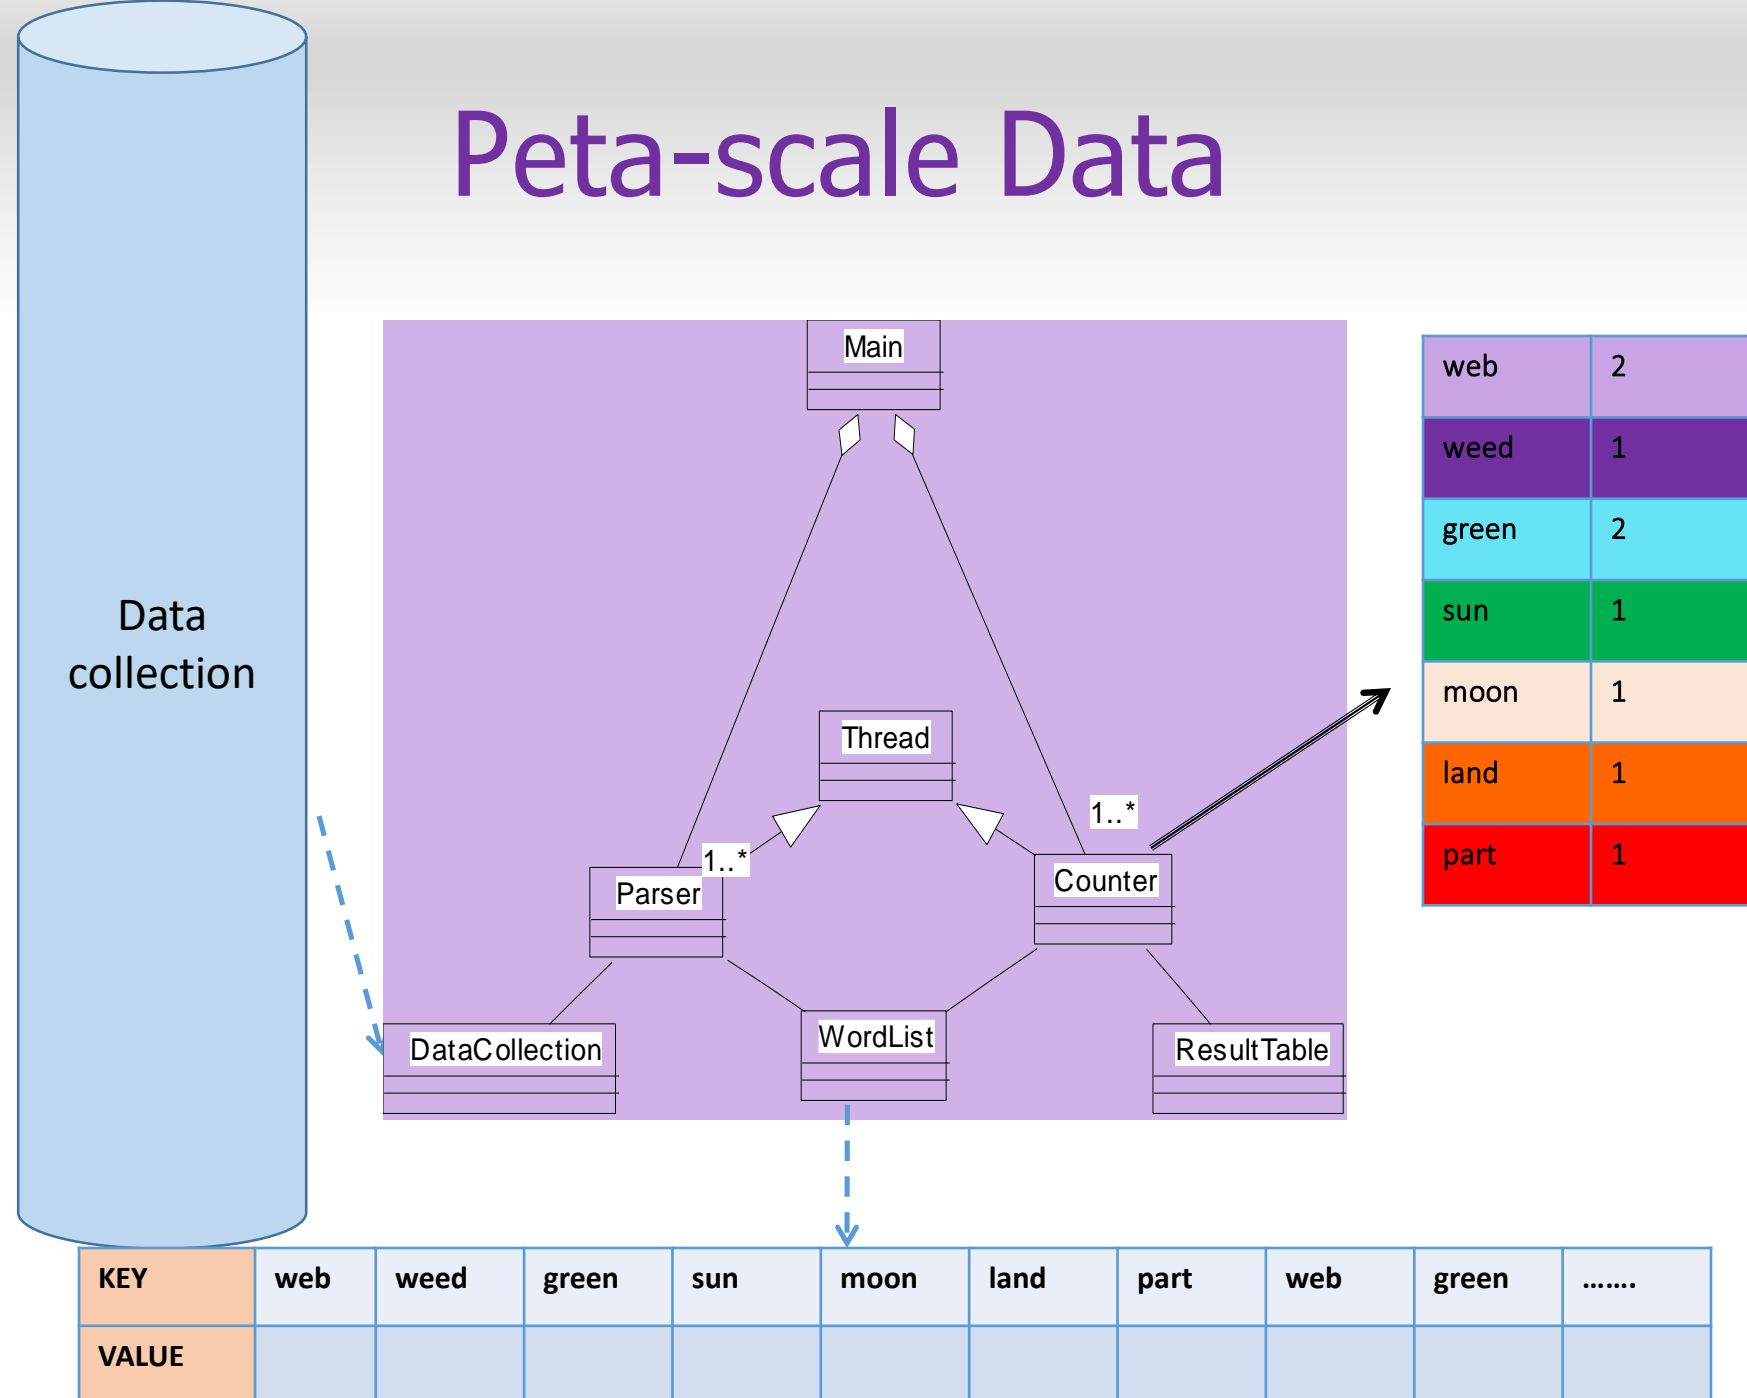 Peta-scale Data
Data
collection
Main
Thread
1..*
1..*
Parser
Counter
DataCollection
WordList
ResultTable
web 2
weed 1
green 2
sun 1
moon 1
land 1
part 1
KEY web weed green sun moon land part web green …….
VALUE